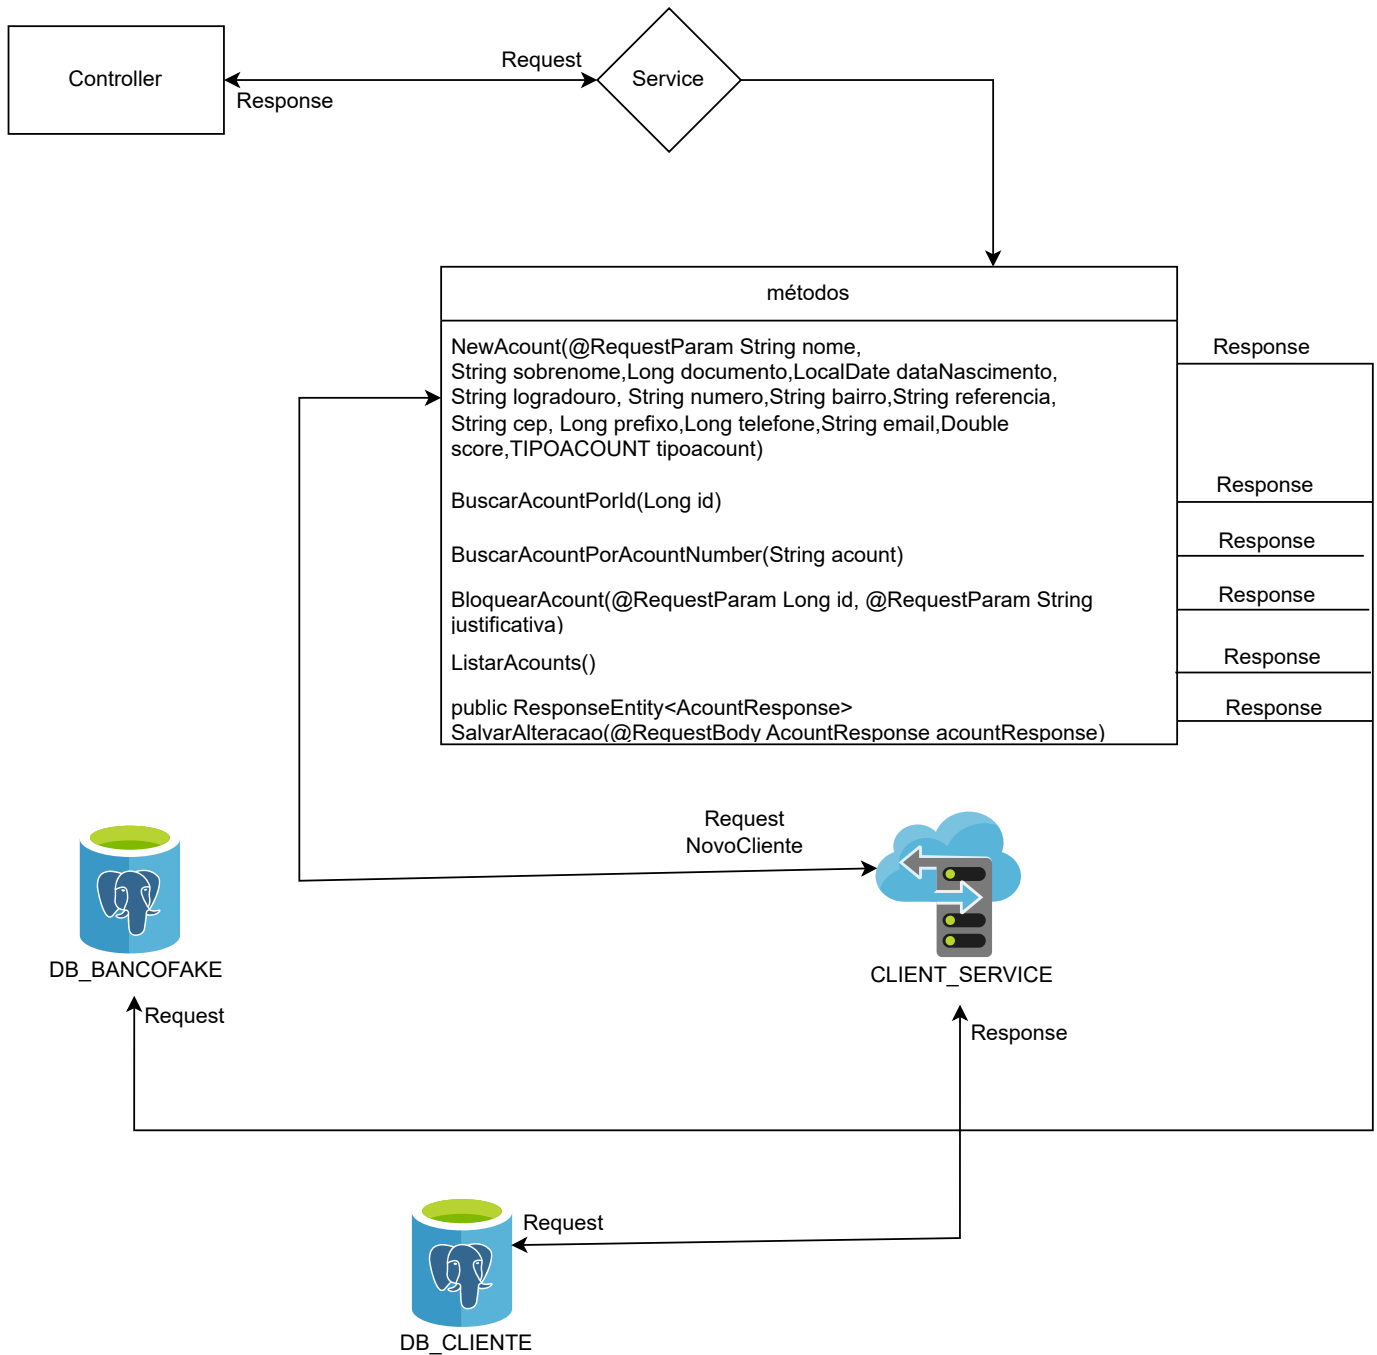 Controller
Request
Response
Service
métodos
NewAcount(@RequestParam String nome,
String sobrenome,Long documento,LocalDate dataNascimento,
String logradouro, String numero,String bairro,String referencia,
String cep, Long prefixo,Long telefone,String email,Double
score,TIPOACOUNT tipoacount)
Response
BuscarAcountPorId(Long id)
Response
BuscarAcountPorAcountNumber(String acount)
Response
BloquearAcount(@RequestParam Long id, @RequestParam String
justificativa)
Response
ListarAcounts()
Response
public ResponseEntity<AcountResponse>
SalvarAlteracao(@RequestBody AcountResponse acountResponse)
Response
Request
NovoCliente
DB_BANCOFAKE
Request
CLIENT_SERVICE
Response
Request
DB_CLIENTE